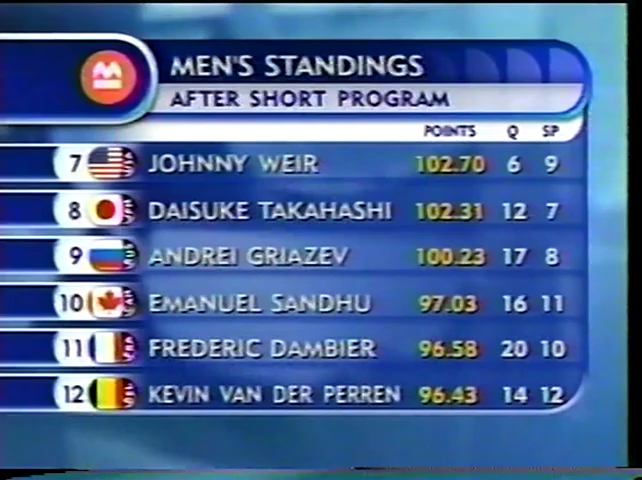 MEN'S STANDINGS
AFTER SHORT PROGRAM
POINTS Q SP
7 JOHNNY WEIR 102.70 6 9
8 DAISUKE TAKAHASHI 102.31 12 7
9 ANDREI GRIAZEV 100.23 17 8
10 EMANUEL SANDHU 97.03 16 11
11 FREDERIC DAMBIER 96.58 20 10
12 KEVIN VAN DER PERREN 96.43 14 12